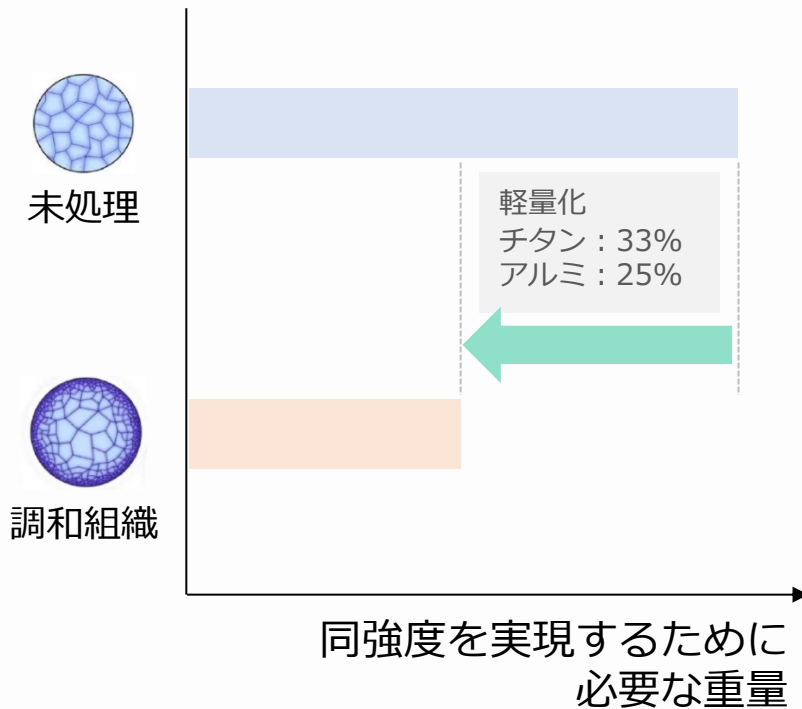 未処理
軽量化
チタン：33%
アルミ：25%
調和組織
同強度を実現するために
必要な重量